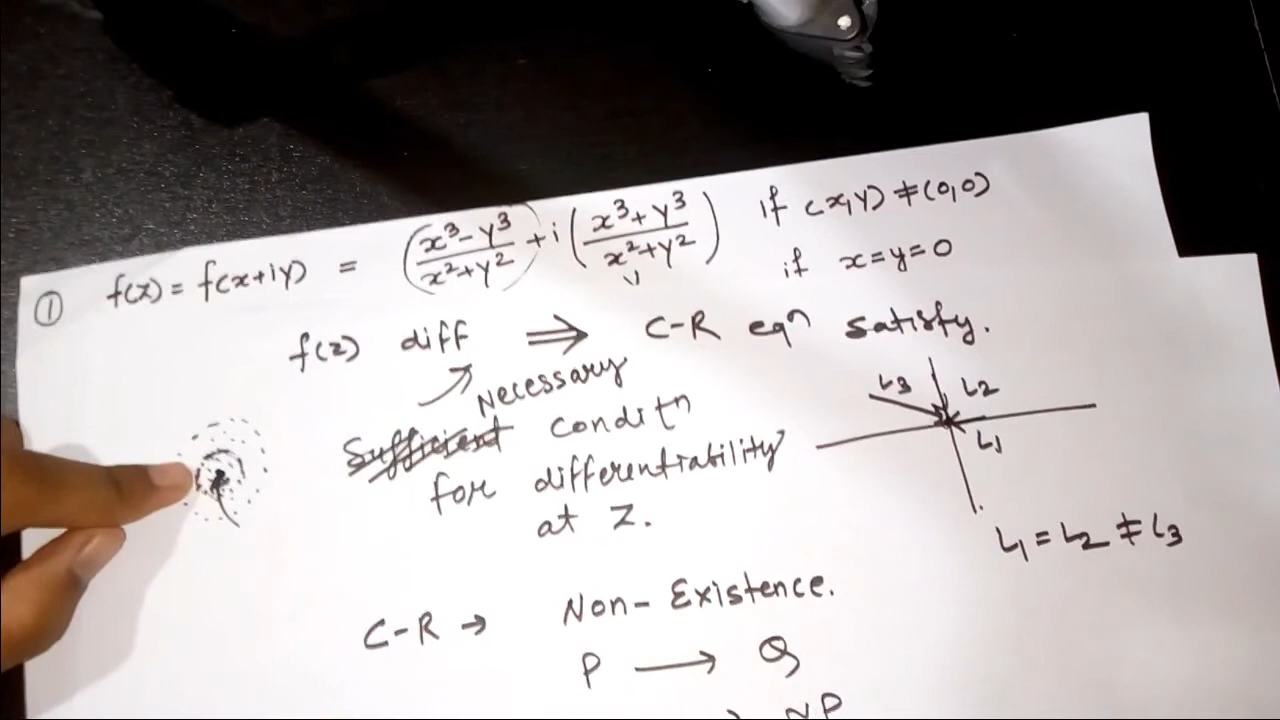 ① f(z) = f(x+iy) = (x³-y³/x²+y²) + i (x³+y³/x²+y²) if (x,y) ≠ (0,0)
if x=y=0
f(z) diff ⇒ C-R eqn satisfy.
Necessary
Sufficient conditn
for differentiability
at Z.
L3 L2
L1
L1 = L2 ≠ L3
C-R → Non-Existence.
P → Q
~P